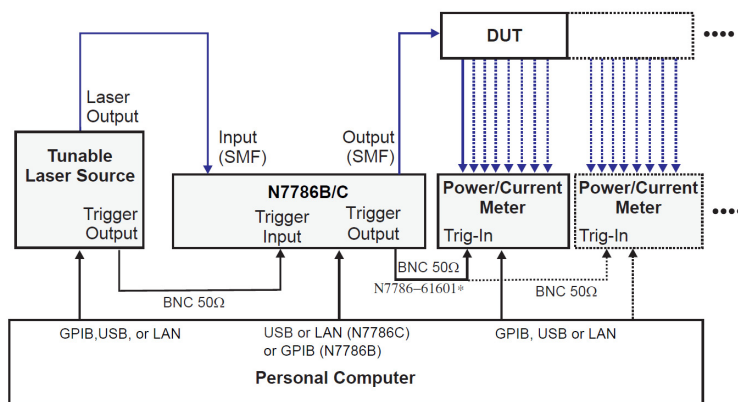 DUT
Laser
Output
Input
(SMF)
Output
(SMF)
Tunable
Laser Source
Trigger
Output
N7786B/C
Trigger
Input
Trigger
Output
Power/Current
Meter
Trig-In
Power/Current
Meter
Trig-In
BNC 50Ω
BNC 50Ω
N7786–61601*
BNC 50Ω
GPIB,USB, or LAN
USB or LAN (N7786C)
or GPIB (N7786B)
GPIB, USB or LAN
Personal Computer